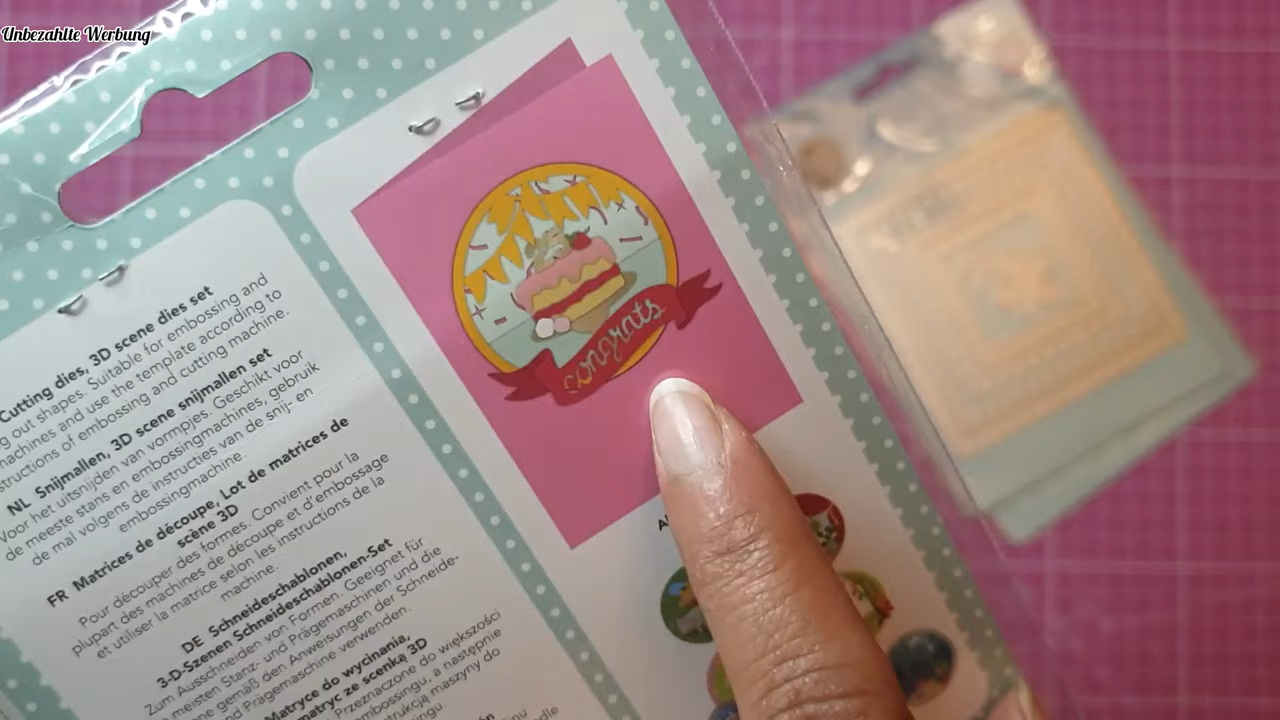 Unbezahlte Werbung
congrats
Cutting dies, 3D scene dies set
g out shapes. Suitable for embossing and
machines and use the template according to
structions of embossing and cutting machine.
NL Snijmallen, 3D scene snijmallen set
Voor het uitsnijden van vormpjes. Geschikt voor
de meeste stans en embossingmachines, gebruik
de mal volgens de instructies van de snij- en
embossingmachine.
FR Matrices de découpe, Lot de matrices de
scène 3D
Pour découper des formes. Convient pour la
plupart des machines de découpe et d'embossage
et utiliser la matrice selon les instructions de la
machine.
DE Schneideschablonen,
3-D-Szenen Schneideschablonen-Set
Zum Ausschneiden von Formen. Geeignet für
meisten Stanz- und Prägemaschinen und die
gemäß den Anweisungen der Schneide-
und Prägemaschine verwenden.
Matryce do wycinania,
matryc ze scenką 3D
Przeznaczone do większości
embossingu, a następnie
instrukcją maszyny do